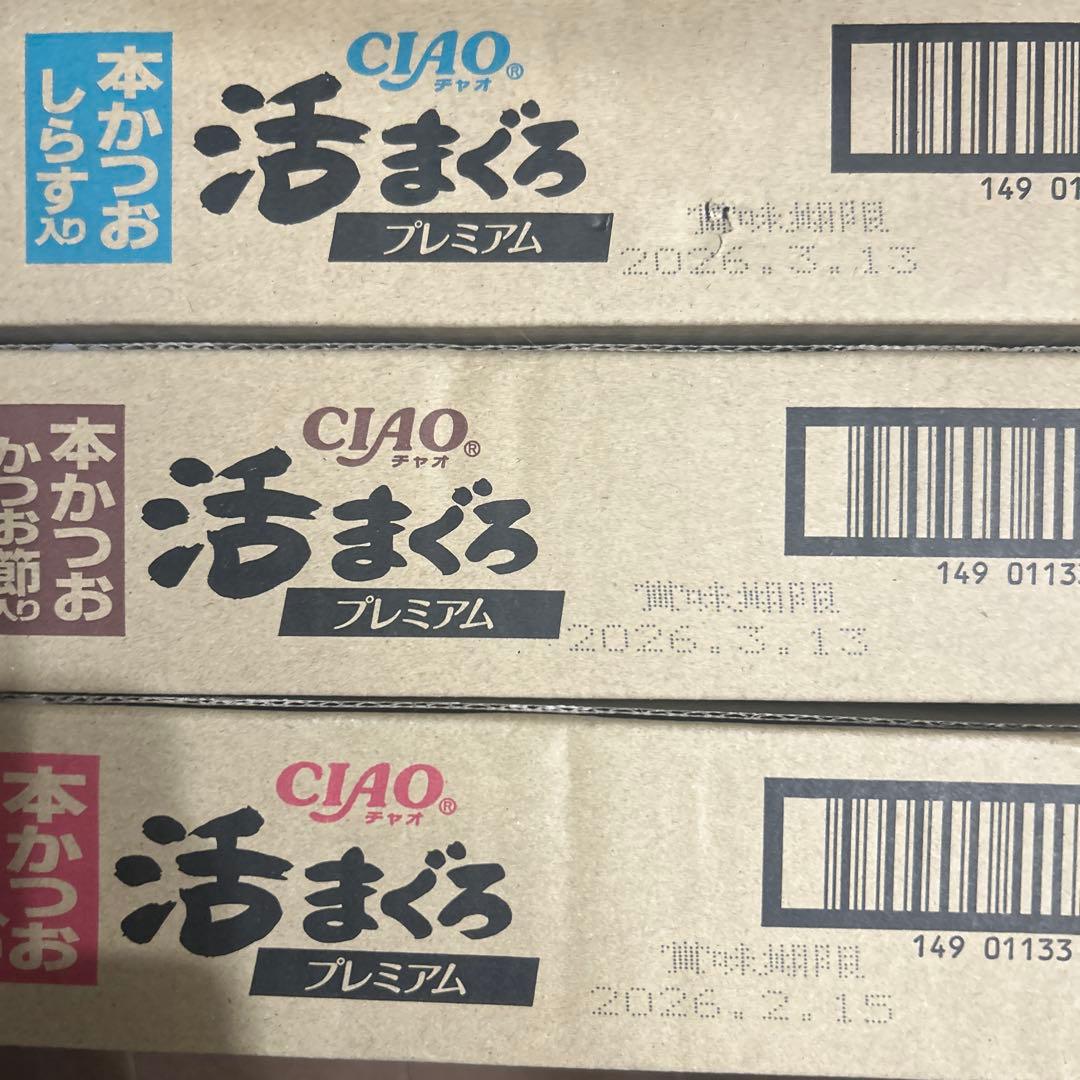 本かつお
しらす入り
CIAO®
チャオ
活まぐろ
プレミアム
賞味期限
2026.3.13
149 01
本かつお
かつお節入り
CIAO®
チャオ
活まぐろ
プレミアム
賞味期限
2026.3.13
149 0113
本かつお
CIAO®
チャオ
活まぐろ
プレミアム
賞味期限
2026.2.15
149 01133